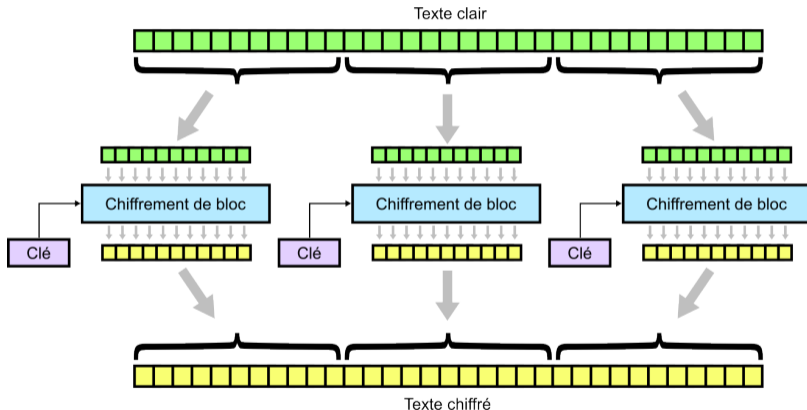 Texte clair
Chiffrement de bloc
Chiffrement de bloc
Chiffrement de bloc
Clé
Clé
Clé
Texte chiffré